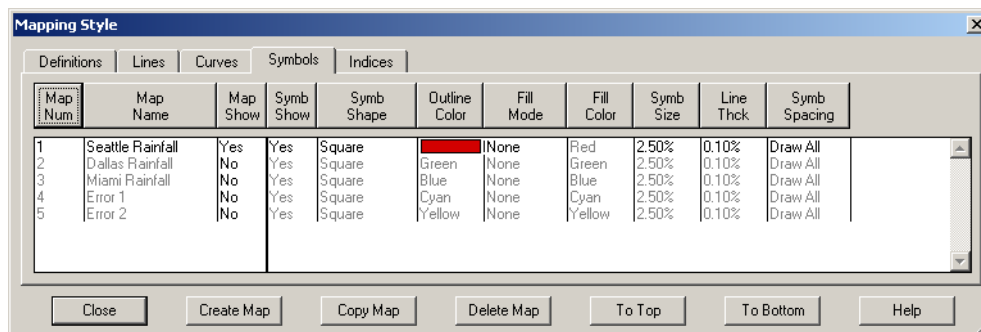 Mapping Style
Definitions Lines Curves Symbols Indices
Map Num Map Name Map Show Symb Show Symb Shape Outline Color Fill Mode Fill Color Symb Size Line Thck Symb Spacing
1 Seattle Rainfall Yes Yes Square None Red 2.50% 0.10% Draw All
2 Dallas Rainfall No Yes Square Green None Green 2.50% 0.10% Draw All
3 Miami Rainfall No Yes Square Blue None Blue 2.50% 0.10% Draw All
4 Error 1 No Yes Square Cyan None Cyan 2.50% 0.10% Draw All
5 Error 2 No Yes Square Yellow None Yellow 2.50% 0.10% Draw All
Close Create Map Copy Map Delete Map To Top To Bottom Help